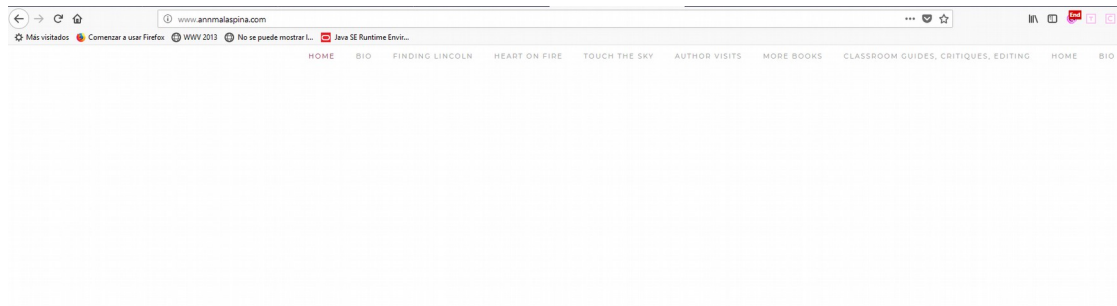 www.annmalaspina.com
End
Más visitados Comenzar a usar Firefox WWV 2013 No se puede mostrar l... Java SE Runtime Envir...
HOME BIO FINDING LINCOLN HEART ON FIRE TOUCH THE SKY AUTHOR VISITS MORE BOOKS CLASSROOM GUIDES, CRITIQUES, EDITING HOME BIO